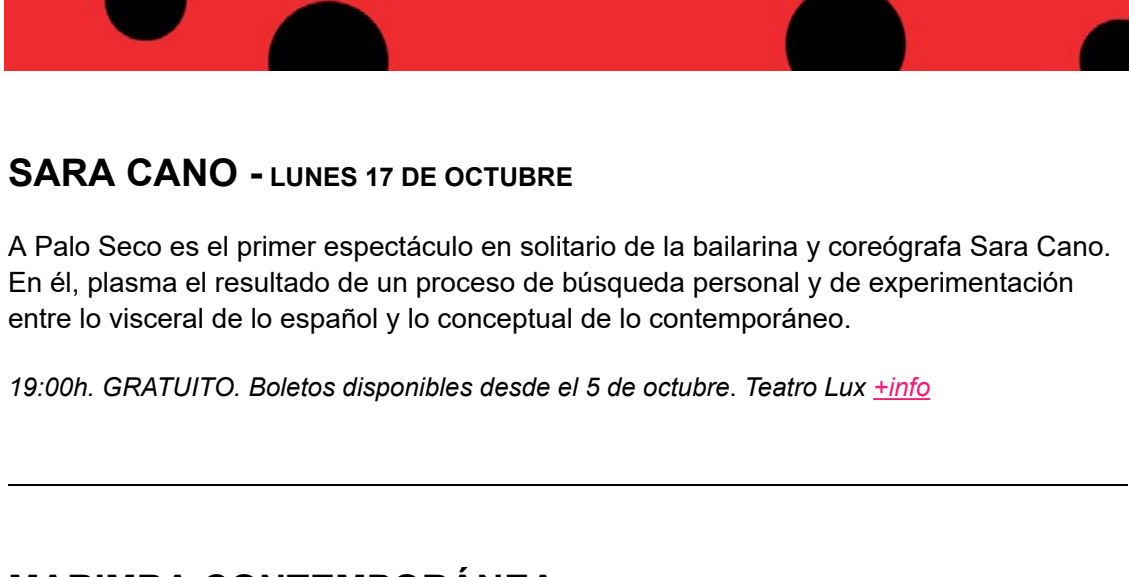 SARA CANO - LUNES 17 DE OCTUBRE
A Palo Seco es el primer espectáculo en solitario de la bailarina y coreógrafa Sara Cano.
En él, plasma el resultado de un proceso de búsqueda personal y de experimentación
entre lo visceral de lo español y lo conceptual de lo contemporáneo.
19:00h. GRATUITO. Boletos disponibles desde el 5 de octubre. Teatro Lux +info
MARIMBA CONTEMPORÁNEA